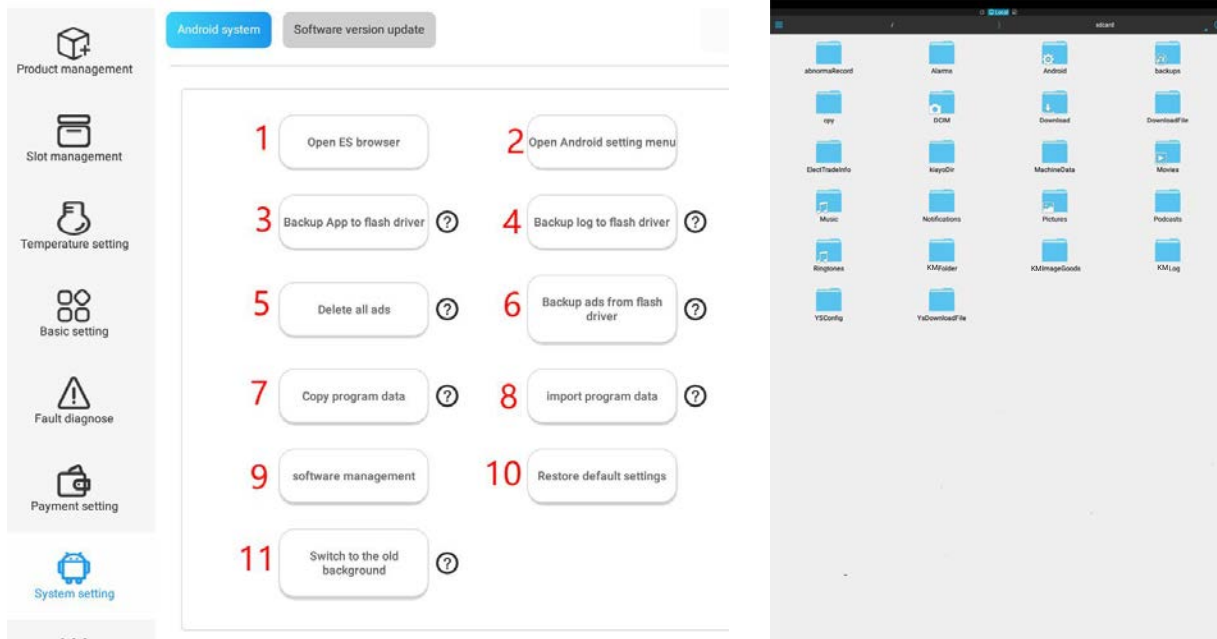 Android system
Software version update
Product management
Slot management
Temperature setting
Basic setting
Fault diagnose
Payment setting
System setting
1
Open ES browser
2
Open Android setting menu
3
Backup App to flash driver
?
4
Backup log to flash driver
?
5
Delete all ads
?
6
Backup ads from flash
driver
?
7
Copy program data
?
8
import program data
?
9
software management
10
Restore default settings
11
Switch to the old
background
?
Local
/
sdcard
abnormaRecord
Alarms
Android
backups
cpy
DCIM
Download
DownloadFile
ElectTradeInfo
kiayoDir
MachineData
Movies
Music
Notifications
Pictures
Podcasts
Ringtones
KMFolder
KMImageGoods
KMLog
YSConfig
YsDownloadFile